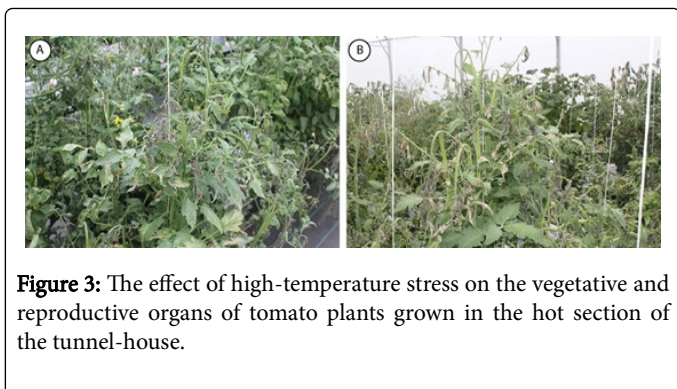 A
B
Figure 3: The effect of high-temperature stress on the vegetative and
reproductive organs of tomato plants grown in the hot section of
the tunnel-house.